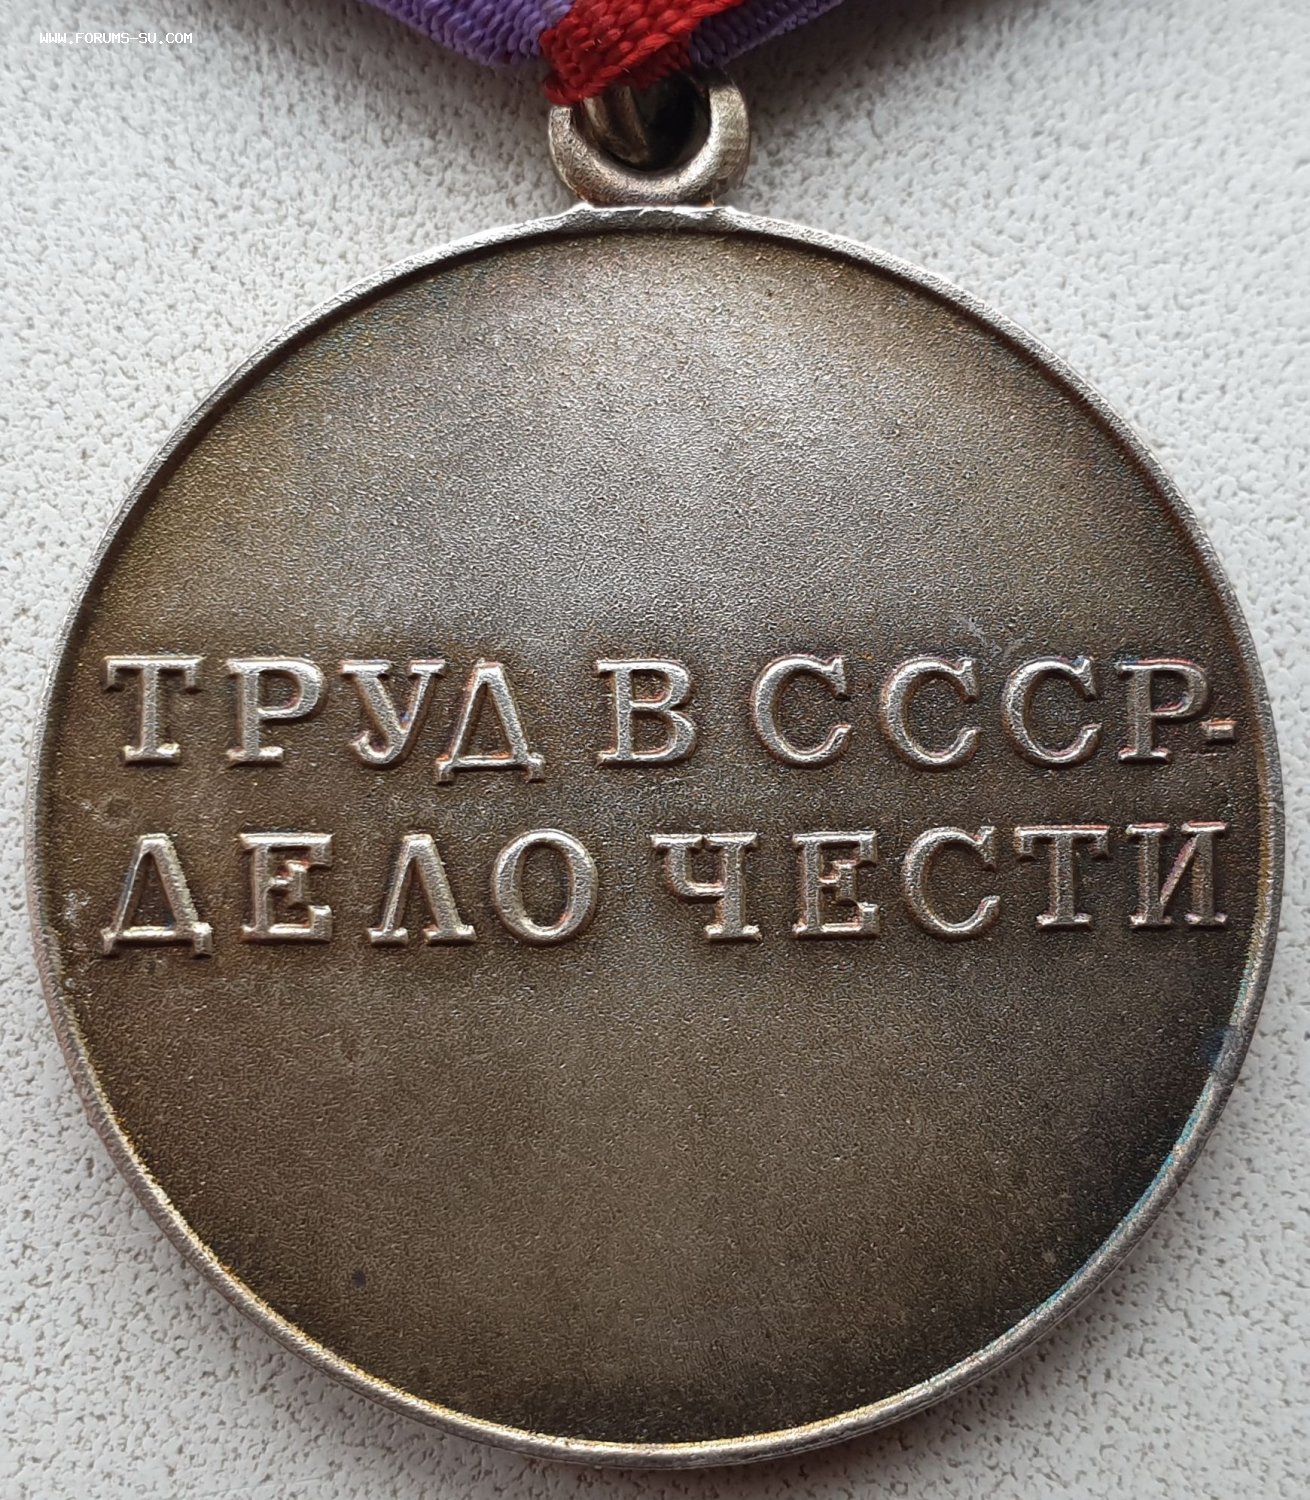 WWW.FORUMS-SU.COM
ТРУД В СССР-
ДЕЛО ЧЕСТИ